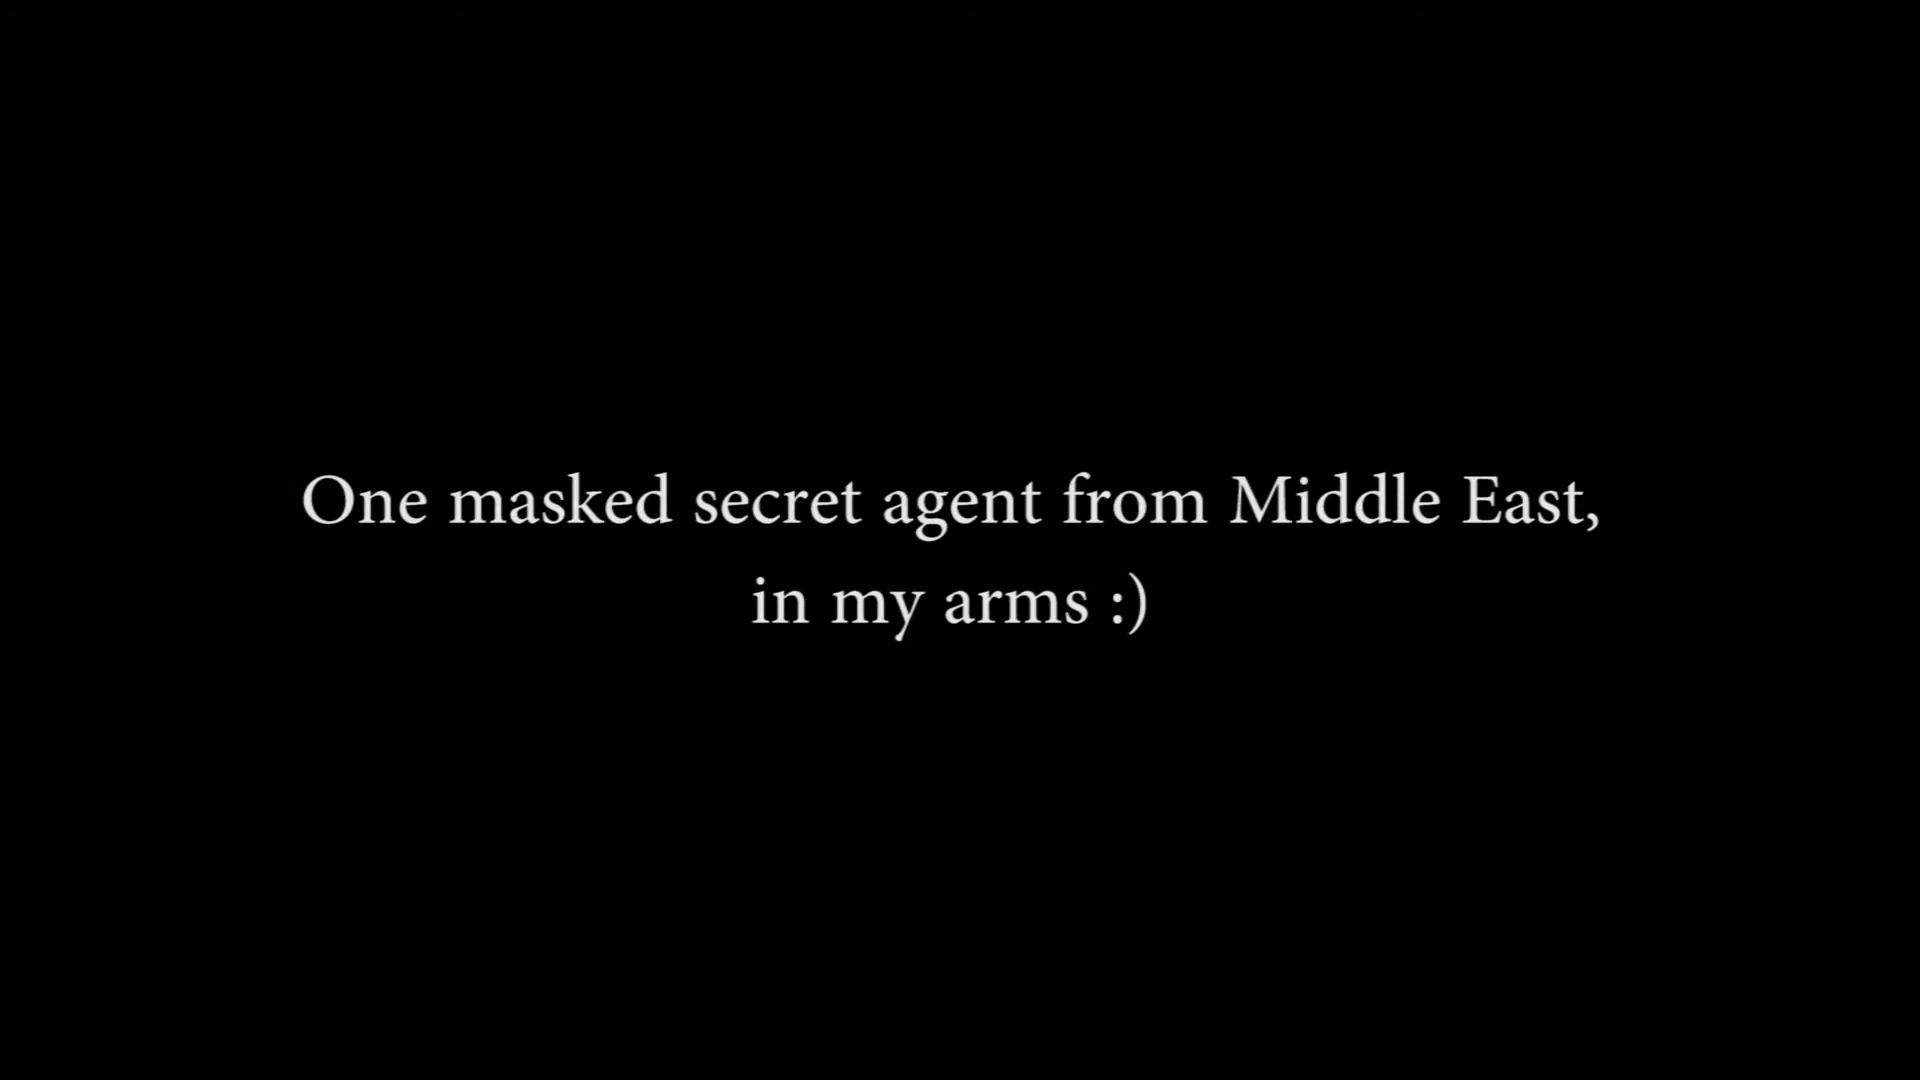 One masked secret agent from Middle East,
in my arms :)